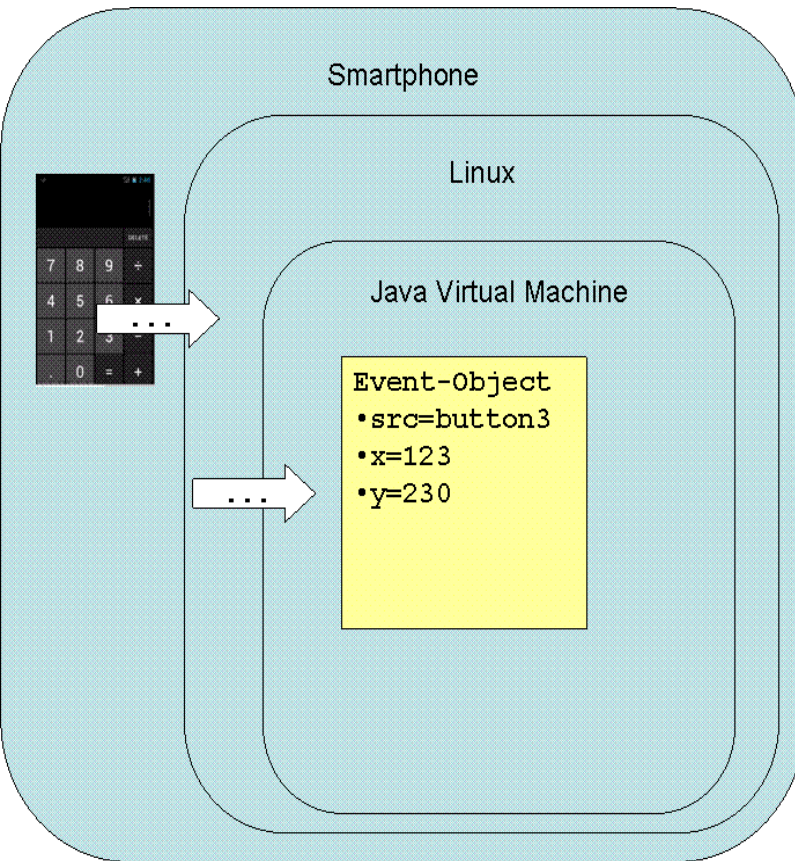 Smartphone
Linux
DELETE
7 8 9 ÷
4 5 6 x
1 2 3 −
. 0 = +
...
Java Virtual Machine
Event-Object
•src=button3
•x=123
•y=230
...